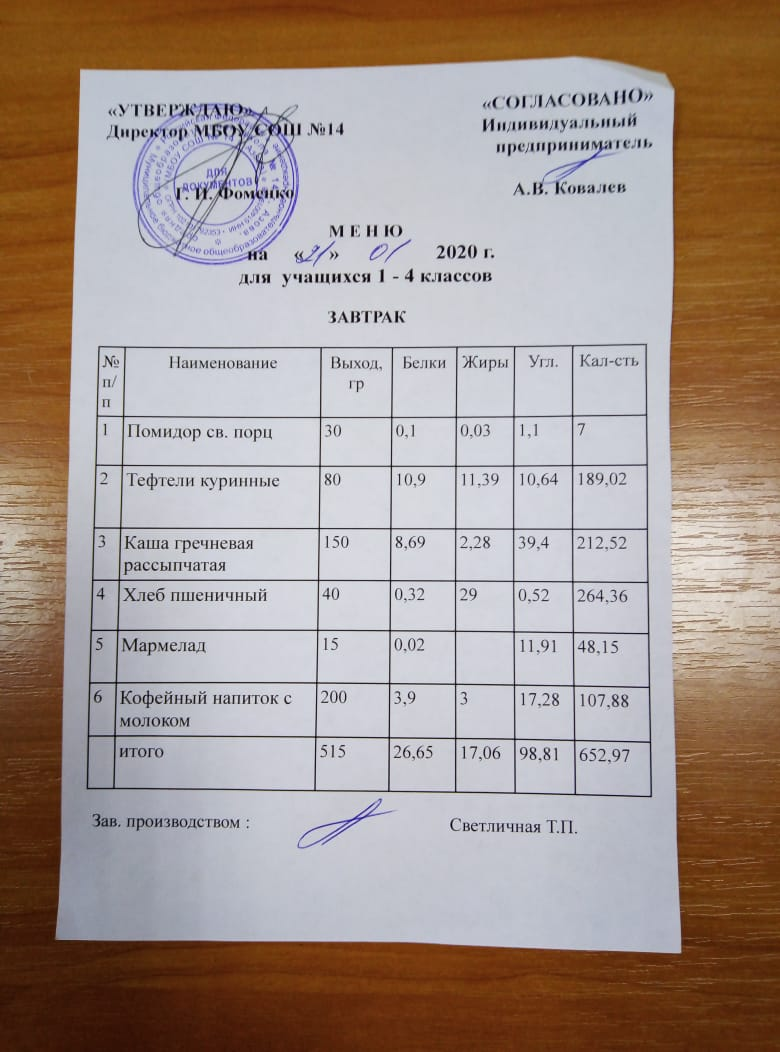 «УТВЕРЖДАЮ»
Директор МБОУ СОШ №14
Г. И. Фоменко
ДЛЯ
ДОКУМЕНТОВ
«СОГЛАСОВАНО»
Индивидуальный
предприниматель
А.В. Ковалев
М Е Н Ю
на «21» 01 2020 г.
для учащихся 1 - 4 классов
ЗАВТРАК
№ п/п Наименование Выход, гр Белки Жиры Угл. Кал-сть
1 Помидор св. порц 30 0,1 0,03 1,1 7
2 Тефтели куринные 80 10,9 11,39 10,64 189,02
3 Каша гречневая рассыпчатая 150 8,69 2,28 39,4 212,52
4 Хлеб пшеничный 40 0,32 29 0,52 264,36
5 Мармелад 15 0,02 11,91 48,15
6 Кофейный напиток с молоком 200 3,9 3 17,28 107,88
итого 515 26,65 17,06 98,81 652,97
Зав. производством : Светличная Т.П.